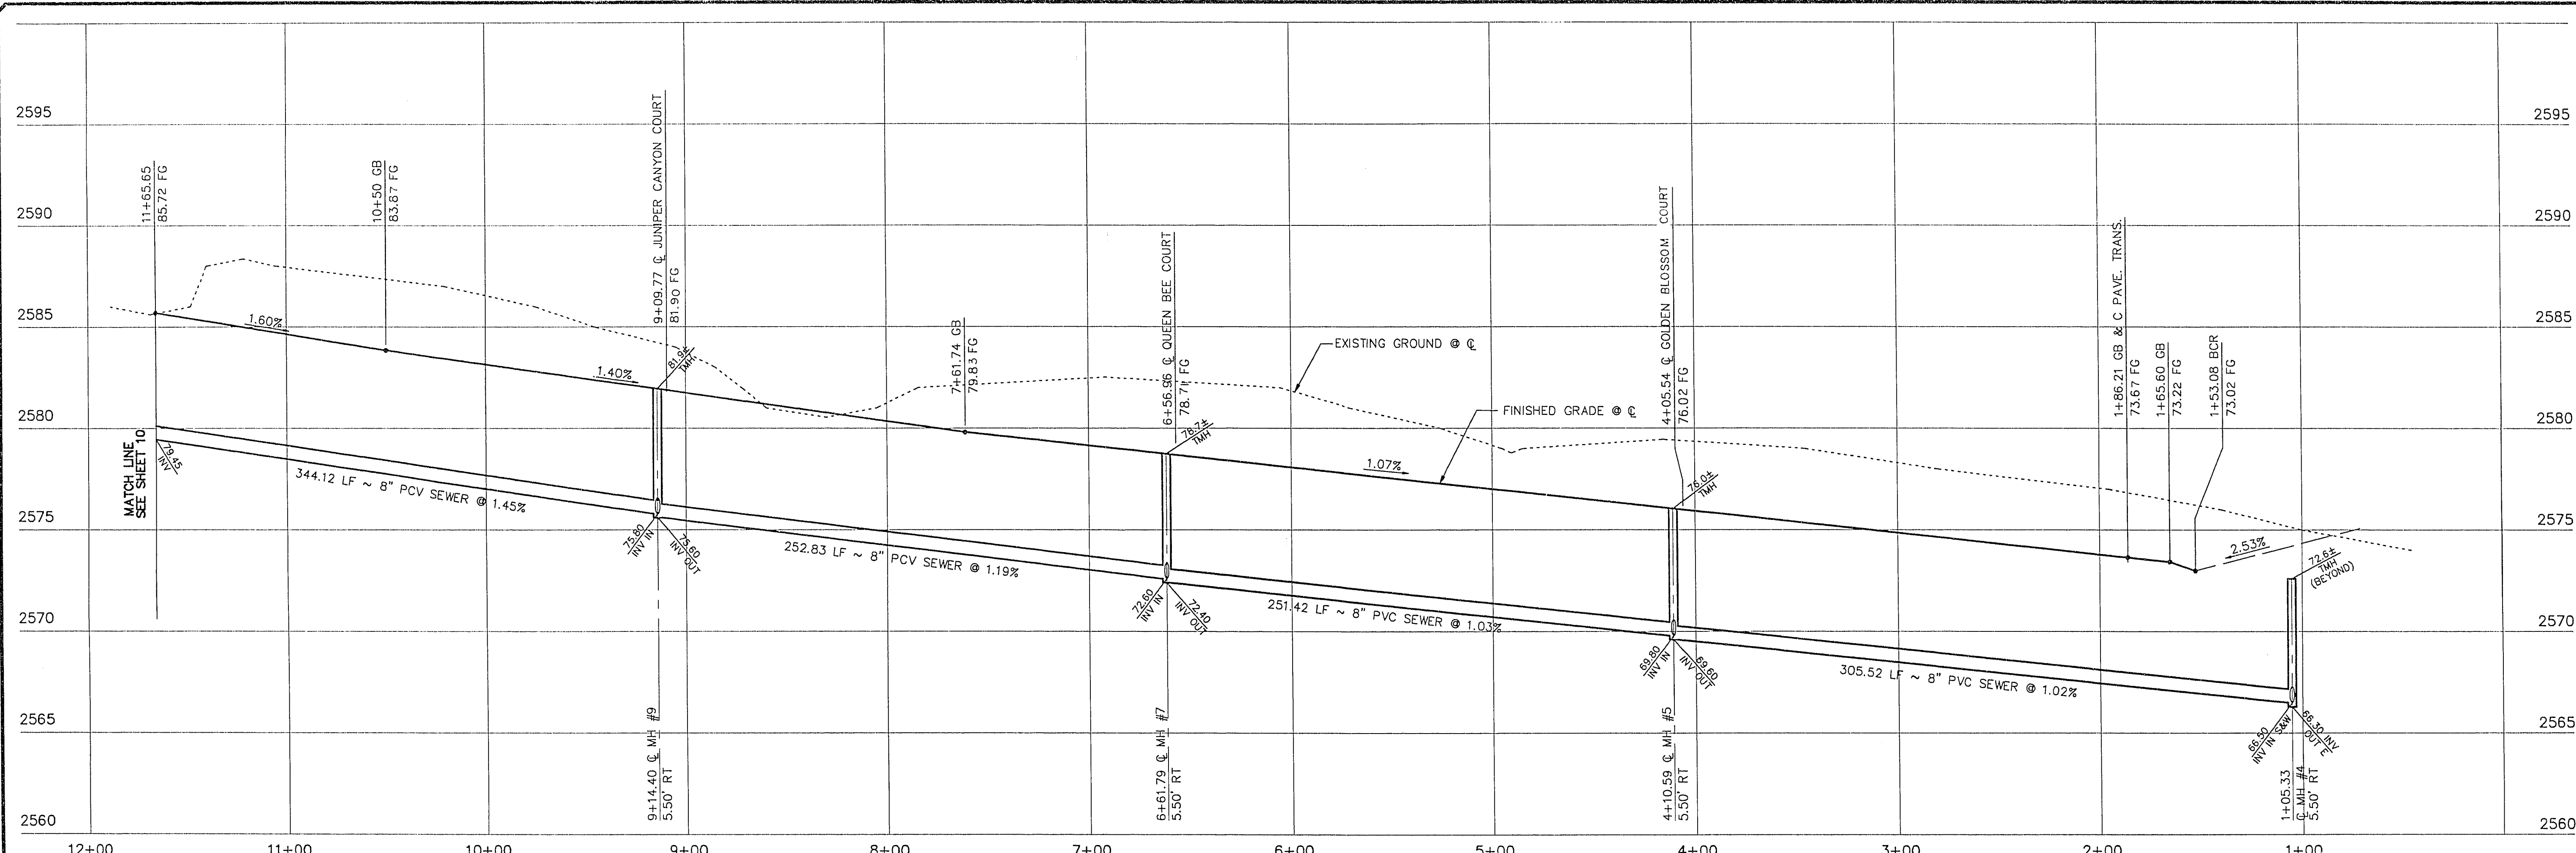 2595
2590
2585
2580
2575
2570
2565
2560
11+65.65
85.72 FG
10+50 GB
83.87 FG
9+09.77 ℄ JUNIPER CANYON COURT
81.90 FG
7+61.74 GB
79.83 FG
6+56.96 ℄ QUEEN BEE COURT
78.71 FG
4+05.54 ℄ GOLDEN BLOSSOM COURT
76.02 FG
1+86.21 GB & C PAVE. TRANS.
73.67 FG
1+65.60 GB
73.22 FG
1+53.08 BCR
73.02 FG
2595
2590
2585
2580
2575
2570
2565
2560
1.60%
1.40%
81.9±
TMH
EXISTING GROUND @ ℄
FINISHED GRADE @ ℄
78.7±
TMH
1.07%
76.0±
TMH
2.53%
72.6±
TMH
(BEYOND)
MATCH LINE
SEE SHEET 10
79.45
INV
344.12 LF ~ 8" PCV SEWER @ 1.45%
75.80
INV IN
75.60
INV OUT
252.83 LF ~ 8" PCV SEWER @ 1.19%
72.60
INV IN
72.40
INV OUT
251.42 LF ~ 8" PVC SEWER @ 1.03%
69.80
INV IN
69.60
INV OUT
305.52 LF ~ 8" PVC SEWER @ 1.02%
66.50
INV IN S&W
66.30 INV
OUT E
9+14.40 ℄ MH #9
5.50' RT
6+61.79 ℄ MH #7
5.50' RT
4+10.59 ℄ MH #5
5.50' RT
1+05.33
℄ MH #4
5.50' RT
12+00 11+00 10+00 9+00 8+00 7+00 6+00 5+00 4+00 3+00 2+00 1+00